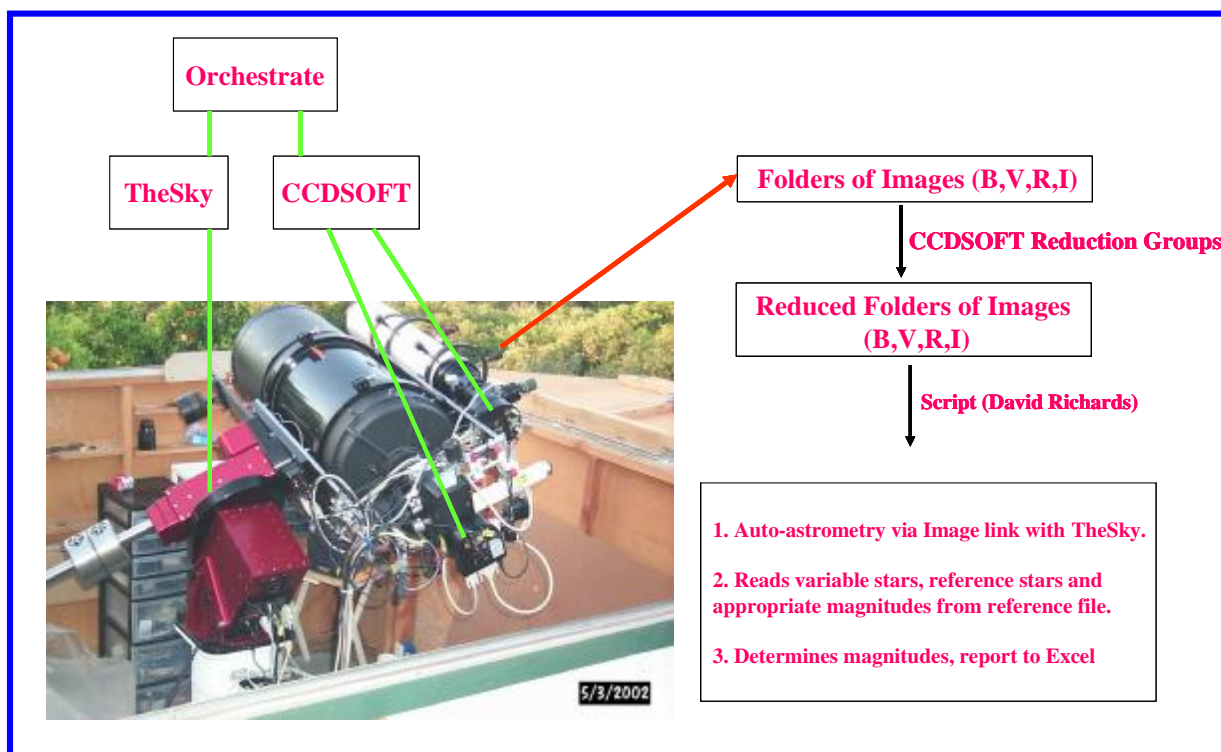 Orchestrate
TheSky
CCDSOFT
Folders of Images (B,V,R,I)
CCDSOFT Reduction Groups
Reduced Folders of Images
(B,V,R,I)
Script (David Richards)
1. Auto-astrometry via Image link with TheSky.
2. Reads variable stars, reference stars and
appropriate magnitudes from reference file.
3. Determines magnitudes, report to Excel
5/3/2002